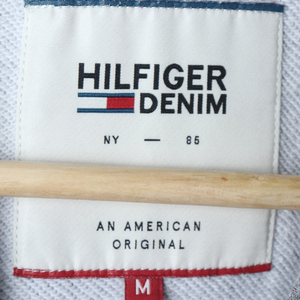 HILFIGER
DENIM
NY — 85
AN AMERICAN
ORIGINAL
M